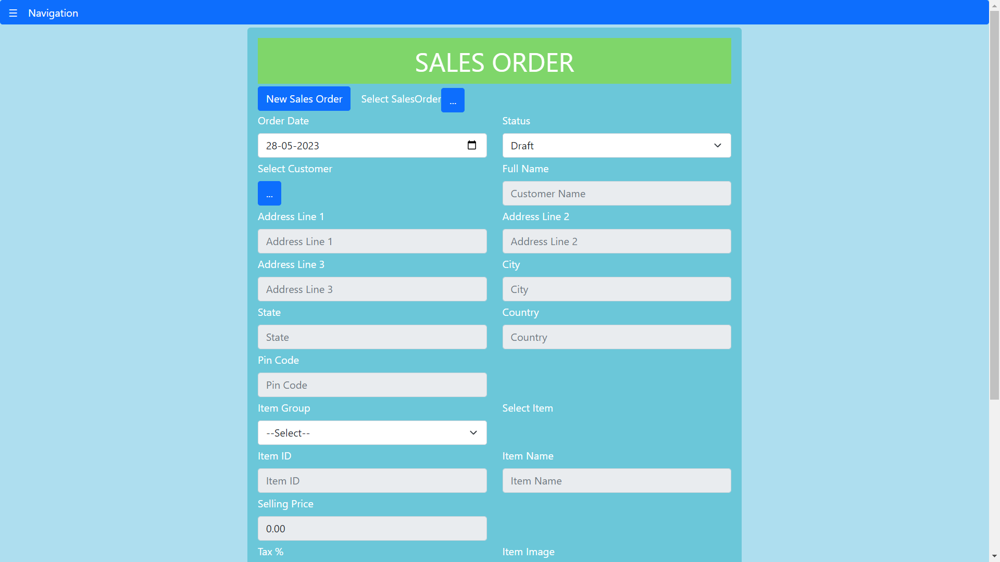 ☰ Navigation
SALES ORDER
New Sales Order Select SalesOrder ...
Order Date Status
28-05-2023 Draft
Select Customer Full Name
... Customer Name
Address Line 1 Address Line 2
Address Line 1 Address Line 2
Address Line 3 City
Address Line 3 City
State Country
State Country
Pin Code
Pin Code
Item Group Select Item
--Select--
Item ID Item Name
Item ID Item Name
Selling Price
0.00
Tax % Item Image